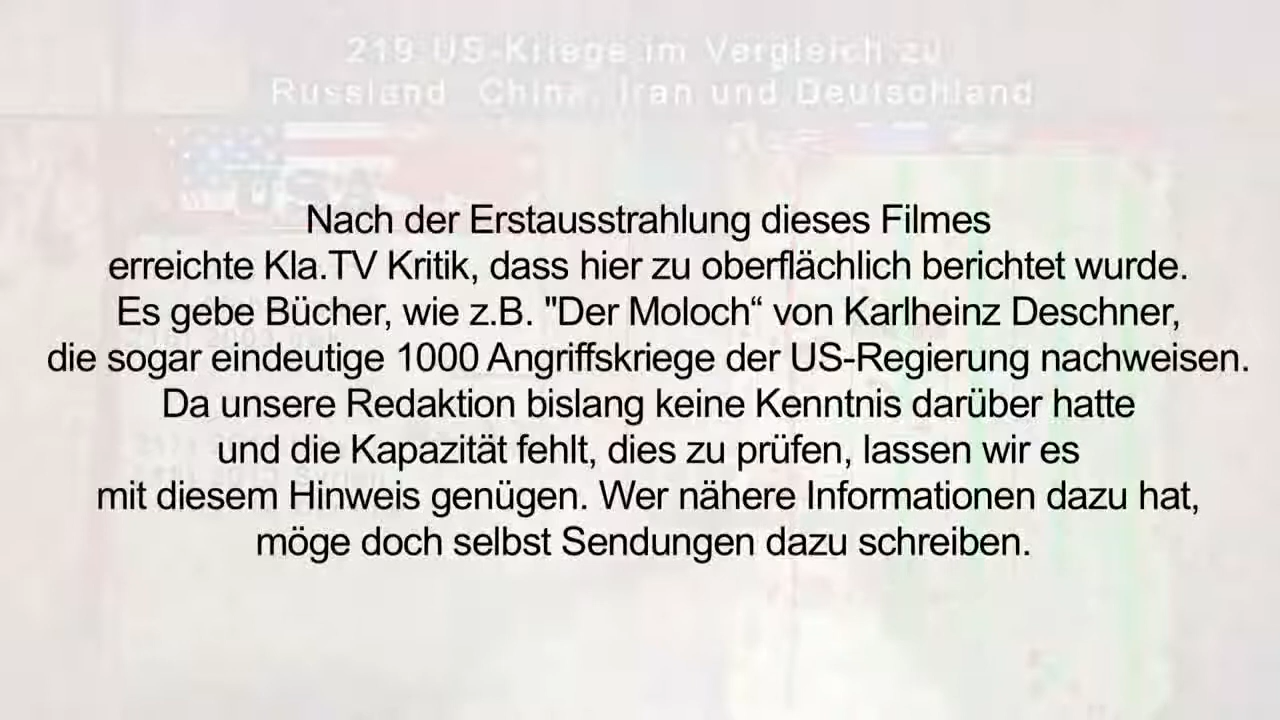 219 US-Kriege im Vergleich zu
Russland, China, Iran und Deutschland
USA
Nach der Erstausstrahlung dieses Filmes
erreichte Kla.TV Kritik, dass hier zu oberflächlich berichtet wurde.
Es gebe Bücher, wie z.B. "Der Moloch“ von Karlheinz Deschner,
die sogar eindeutige 1000 Angriffskriege der US-Regierung nachweisen.
Da unsere Redaktion bislang keine Kenntnis darüber hatte
und die Kapazität fehlt, dies zu prüfen, lassen wir es
mit diesem Hinweis genügen. Wer nähere Informationen dazu hat,
möge doch selbst Sendungen dazu schreiben.